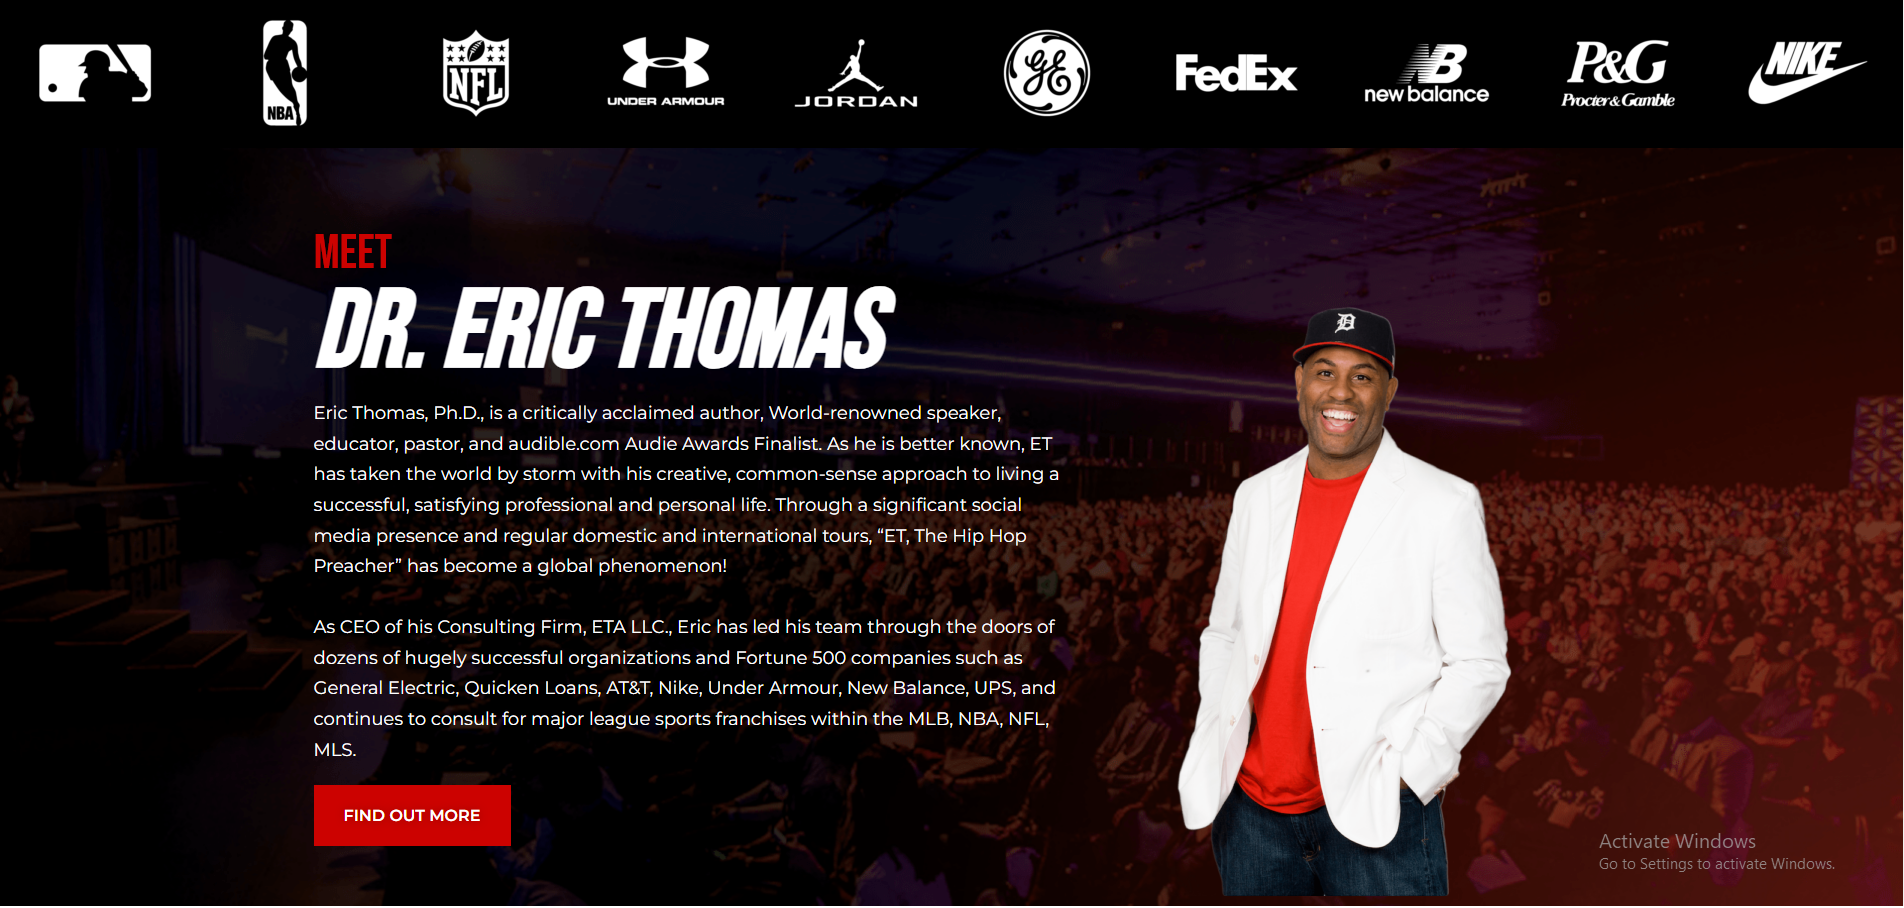 NBA
NFL
UNDER ARMOUR
JORDAN
GE
FedEx
NB
new balance
P&G
Procter & Gamble
NIKE
MEET
DR. ERIC THOMAS
Eric Thomas, Ph.D., is a critically acclaimed author, World-renowned speaker,
educator, pastor, and audible.com Audie Awards Finalist. As he is better known, ET
has taken the world by storm with his creative, common-sense approach to living a
successful, satisfying professional and personal life. Through a significant social
media presence and regular domestic and international tours, “ET, The Hip Hop
Preacher” has become a global phenomenon!
As CEO of his Consulting Firm, ETA LLC., Eric has led his team through the doors of
dozens of hugely successful organizations and Fortune 500 companies such as
General Electric, Quicken Loans, AT&T, Nike, Under Armour, New Balance, UPS, and
continues to consult for major league sports franchises within the MLB, NBA, NFL,
MLS.
FIND OUT MORE
D
Activate Windows
Go to Settings to activate Windows.